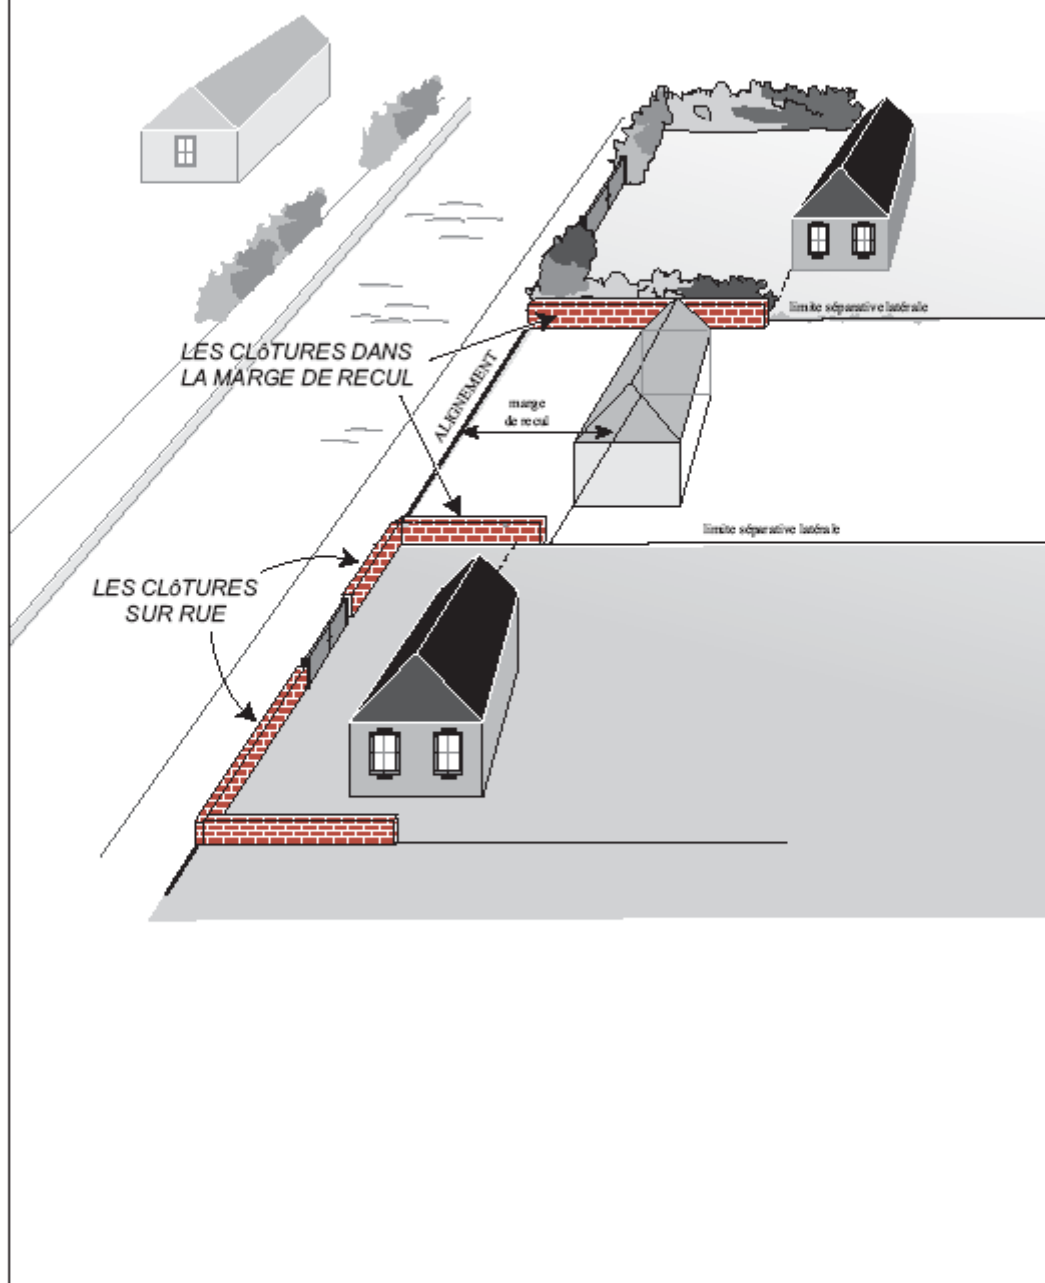 limite séparative latérale
LES CLôTURES DANS
LA MARGE DE RECUL
ALIGNEMENT
marge
de recul
limite séparative latérale
LES CLôTURES
SUR RUE